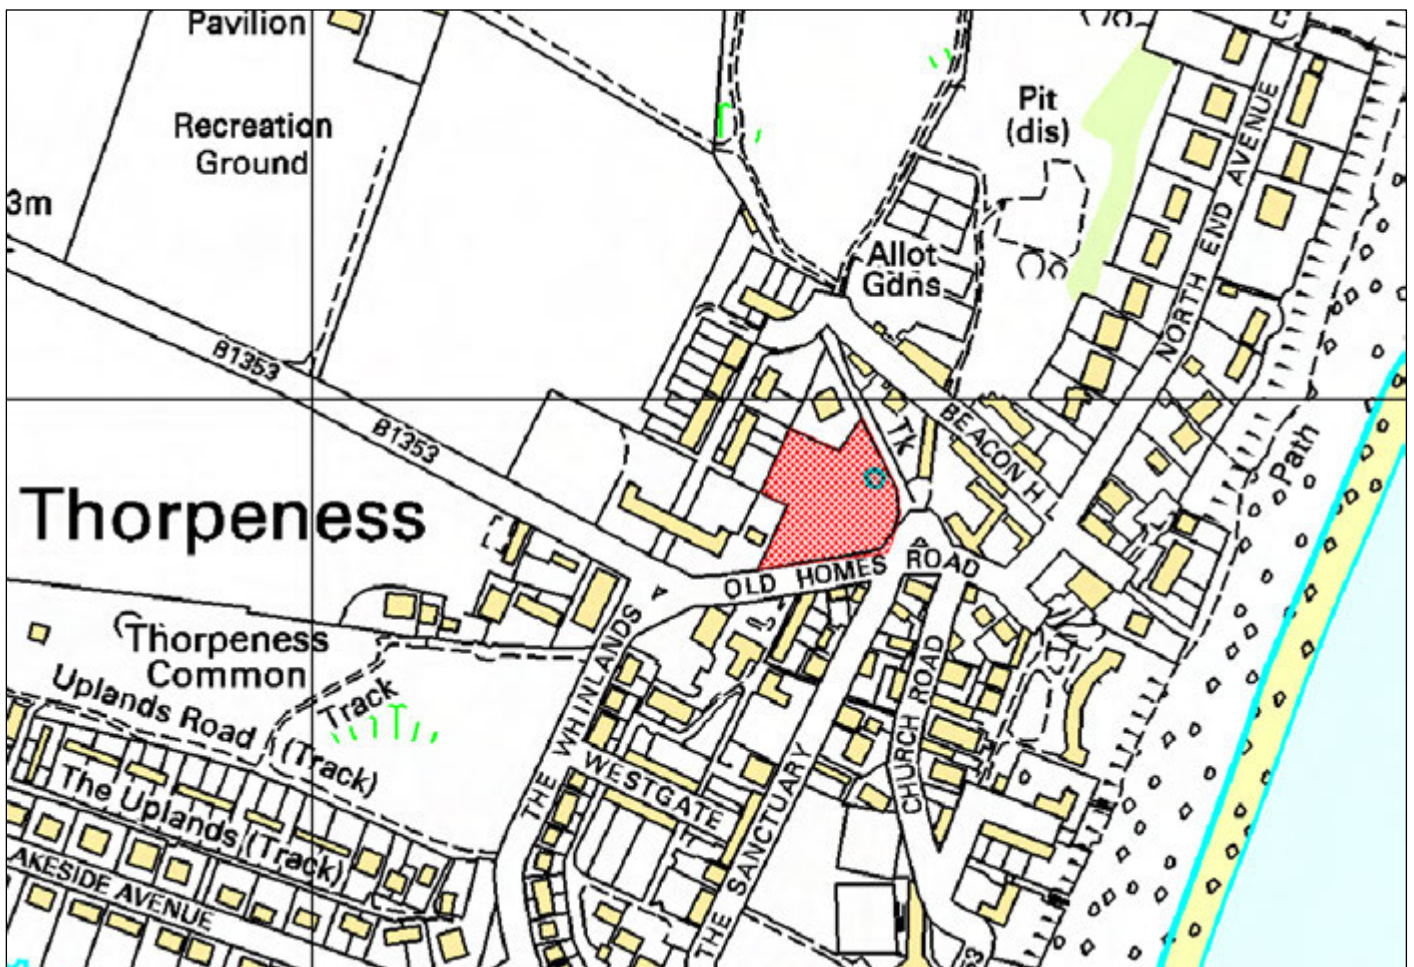 Pavilion
Recreation
Ground
3m
Pit
(dis)
NORTH END AVENUE
Allot
Gdns
B1353
B1353
TK
BEACON H
Path
Thorpeness
OLD HOMES ROAD
Thorpeness
Common
Uplands Road
(Track)
Track
The Uplands (Track)
AKESIDE AVENUE
THE WHINLANDS
WESTGATE
THE SANCTUARY
CHURCH ROAD
53